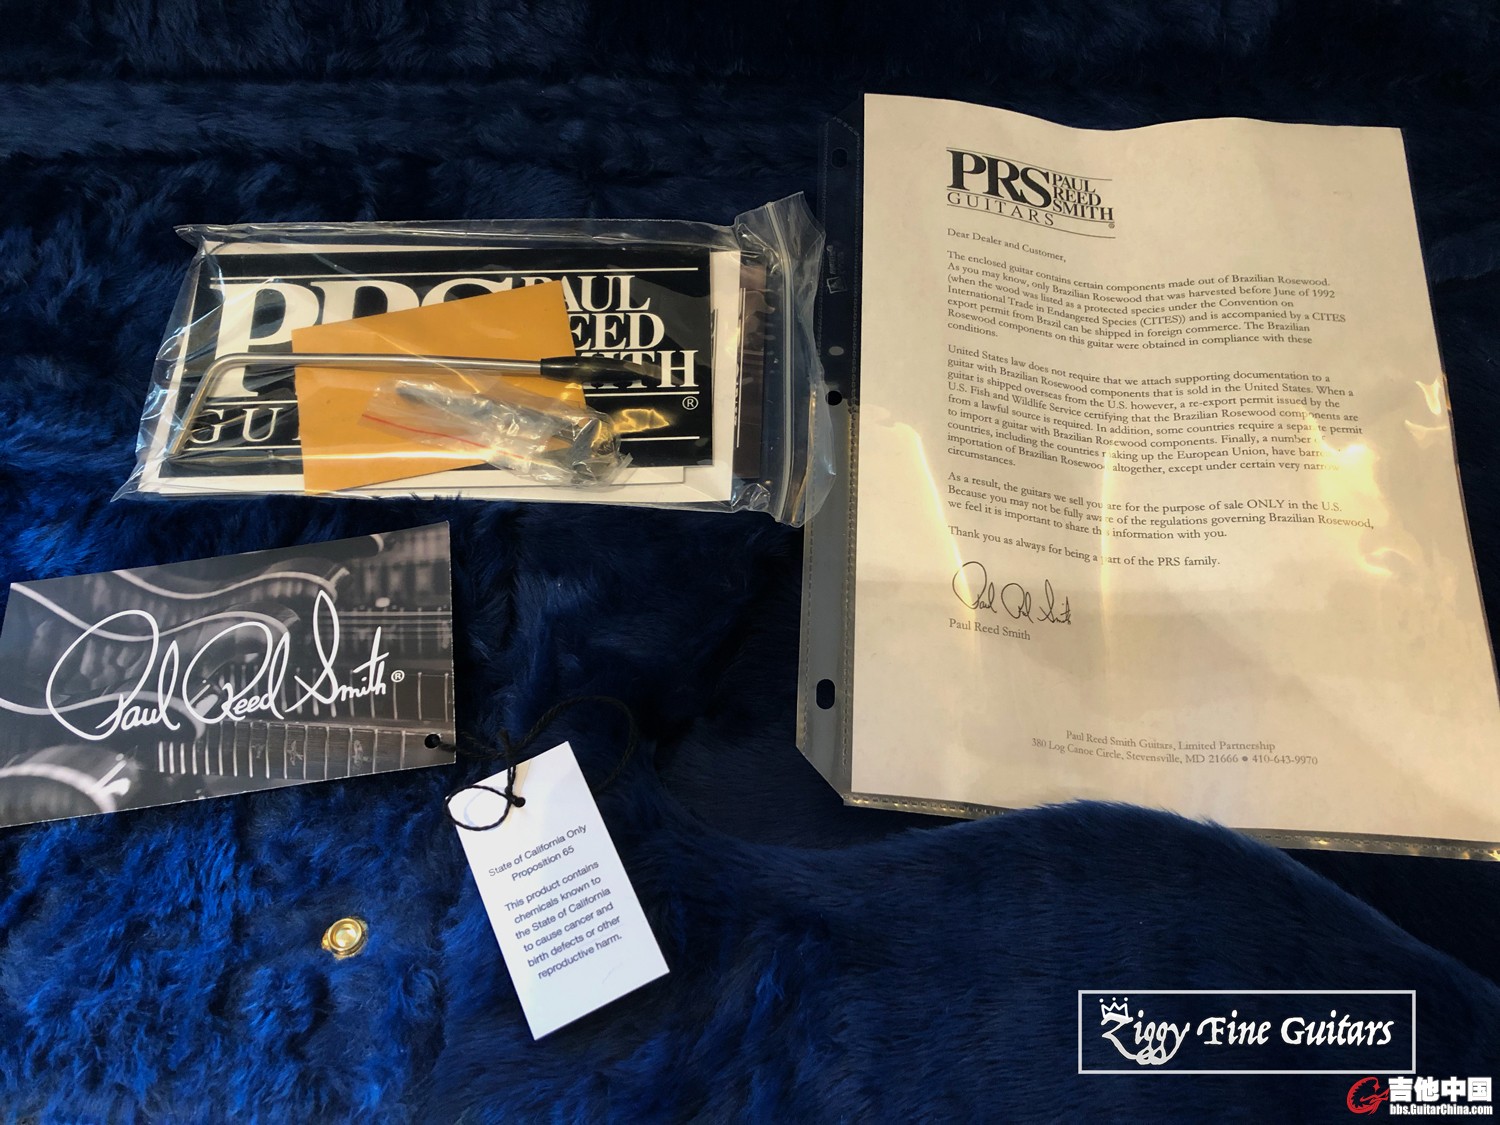 PRS PAUL
REED
SMITH
GUITARS
Dear Dealer and Customer,
The enclosed guitar contains certain components made out of Brazilian Rosewood.
As you may know, only Brazilian Rosewood that was harvested before June of 1992
(when the wood was listed as a protected species under the Convention on
International Trade in Endangered Species (CITES)) and is accompanied by a CITES
export permit from Brazil can be shipped in foreign commerce. The Brazilian
Rosewood components on this guitar were obtained in compliance with these
conditions.
United States law does not require that we attach supporting documentation to a
guitar with Brazilian Rosewood components that is sold in the United States. When a
guitar is shipped overseas from the U.S. however, a re-export permit issued by the
U.S. Fish and Wildlife Service certifying that the Brazilian Rosewood components are
from a lawful source is required. In addition, some countries require a separate permit
to import a guitar with Brazilian Rosewood components. Finally, a number
countries, including the countries making up the European Union, have
importation of Brazilian Rosewood altogether, except under certain very
circumstances.
As a result, the guitars we sell you are for the purpose of sale ONLY in the U.S.
Because you may not be fully aware of the regulations governing Brazilian Rosewood,
we feel it is important to share this information with you.
Thank you as always for being a part of the PRS family.
Paul Reed Smith
Paul Reed Smith
Paul Reed Smith Guitars, Limited Partnership
380 Log Canoe Circle, Stevensville, MD 21666 ● 410-643-9970
PRS PAUL
REED
SMITH
®
GU
Paul Reed Smith®
State of California Only
Proposition 65
This product contains
chemicals known to
the State of California
to cause cancer and
birth defects or other
reproductive harm.
Ziggy Fine Guitars
吉他中国
bbs.GuitarChina.com